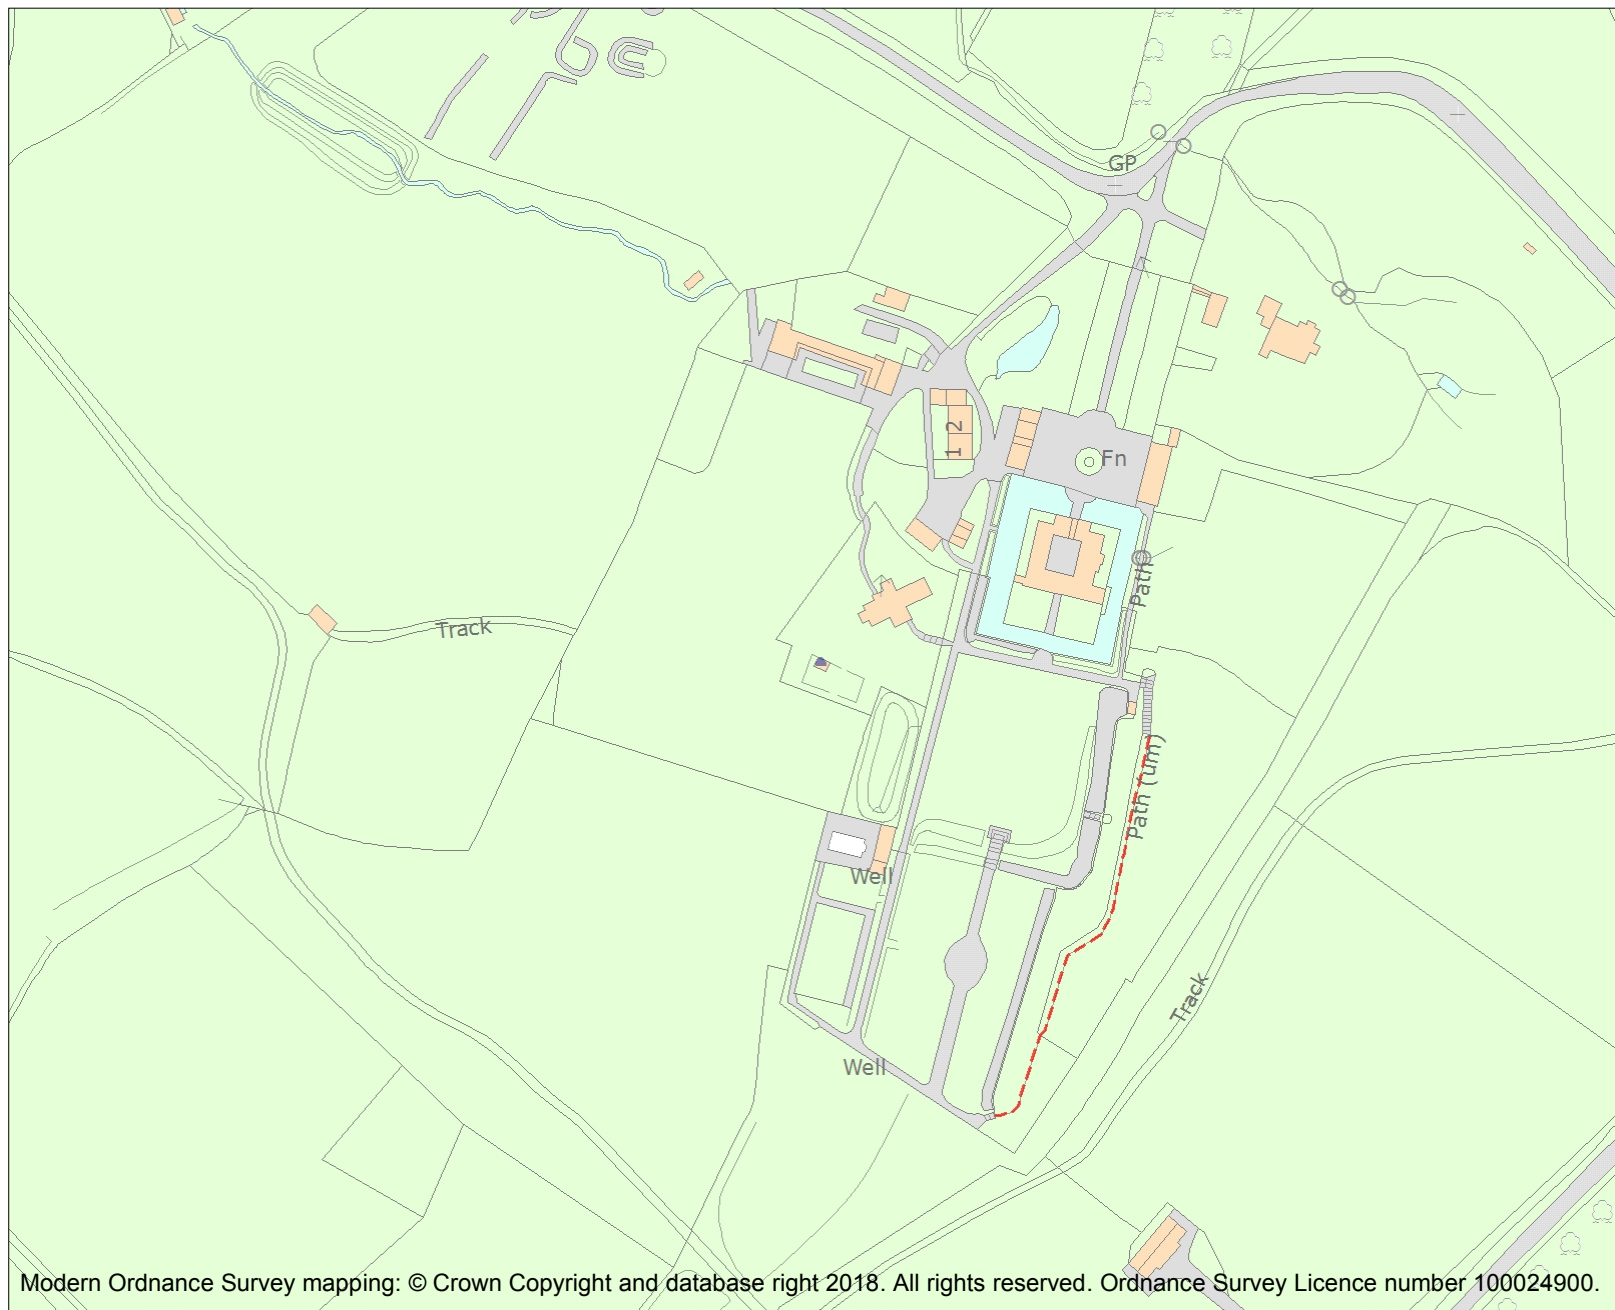 GP
2
1
Fn
Path
Track
Path (um)
Well
Track
Well
Modern Ordnance Survey mapping: © Crown Copyright and database right 2018. All rights reserved. Ordnance Survey Licence number 100024900.